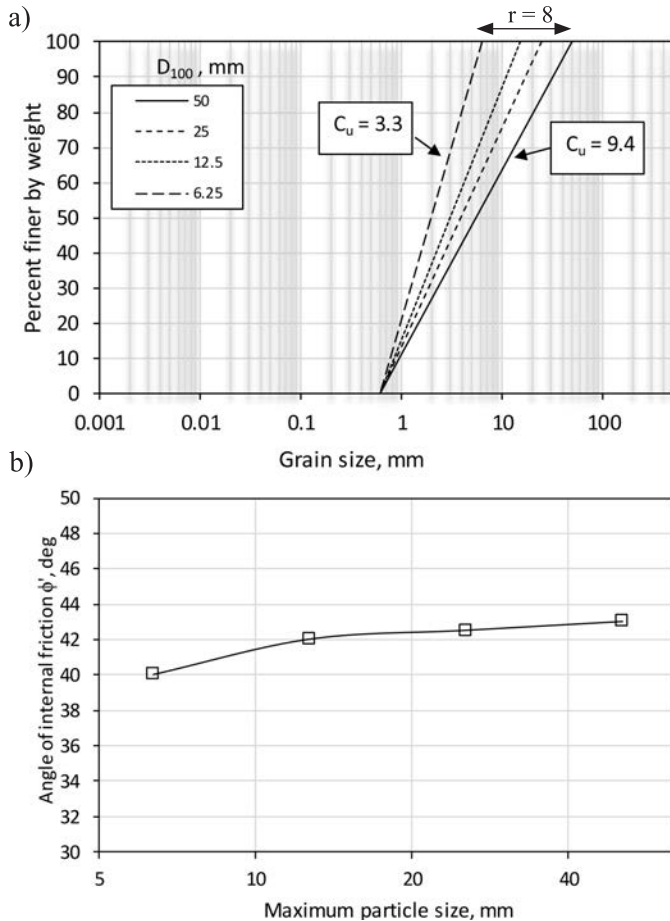 a)
r = 8
100
90
80
70
60
50
40
30
20
10
0
Percent finer by weight
D₁₀₀ , mm
50
25
12.5
6.25
Cᵤ = 3.3
Cᵤ = 9.4
0.001 0.01 0.1 1 10 100
Grain size, mm
b)
50
48
46
44
42
40
38
36
34
32
30
Angle of internal friction ϕ', deg
5 10 20 40
Maximum particle size, mm